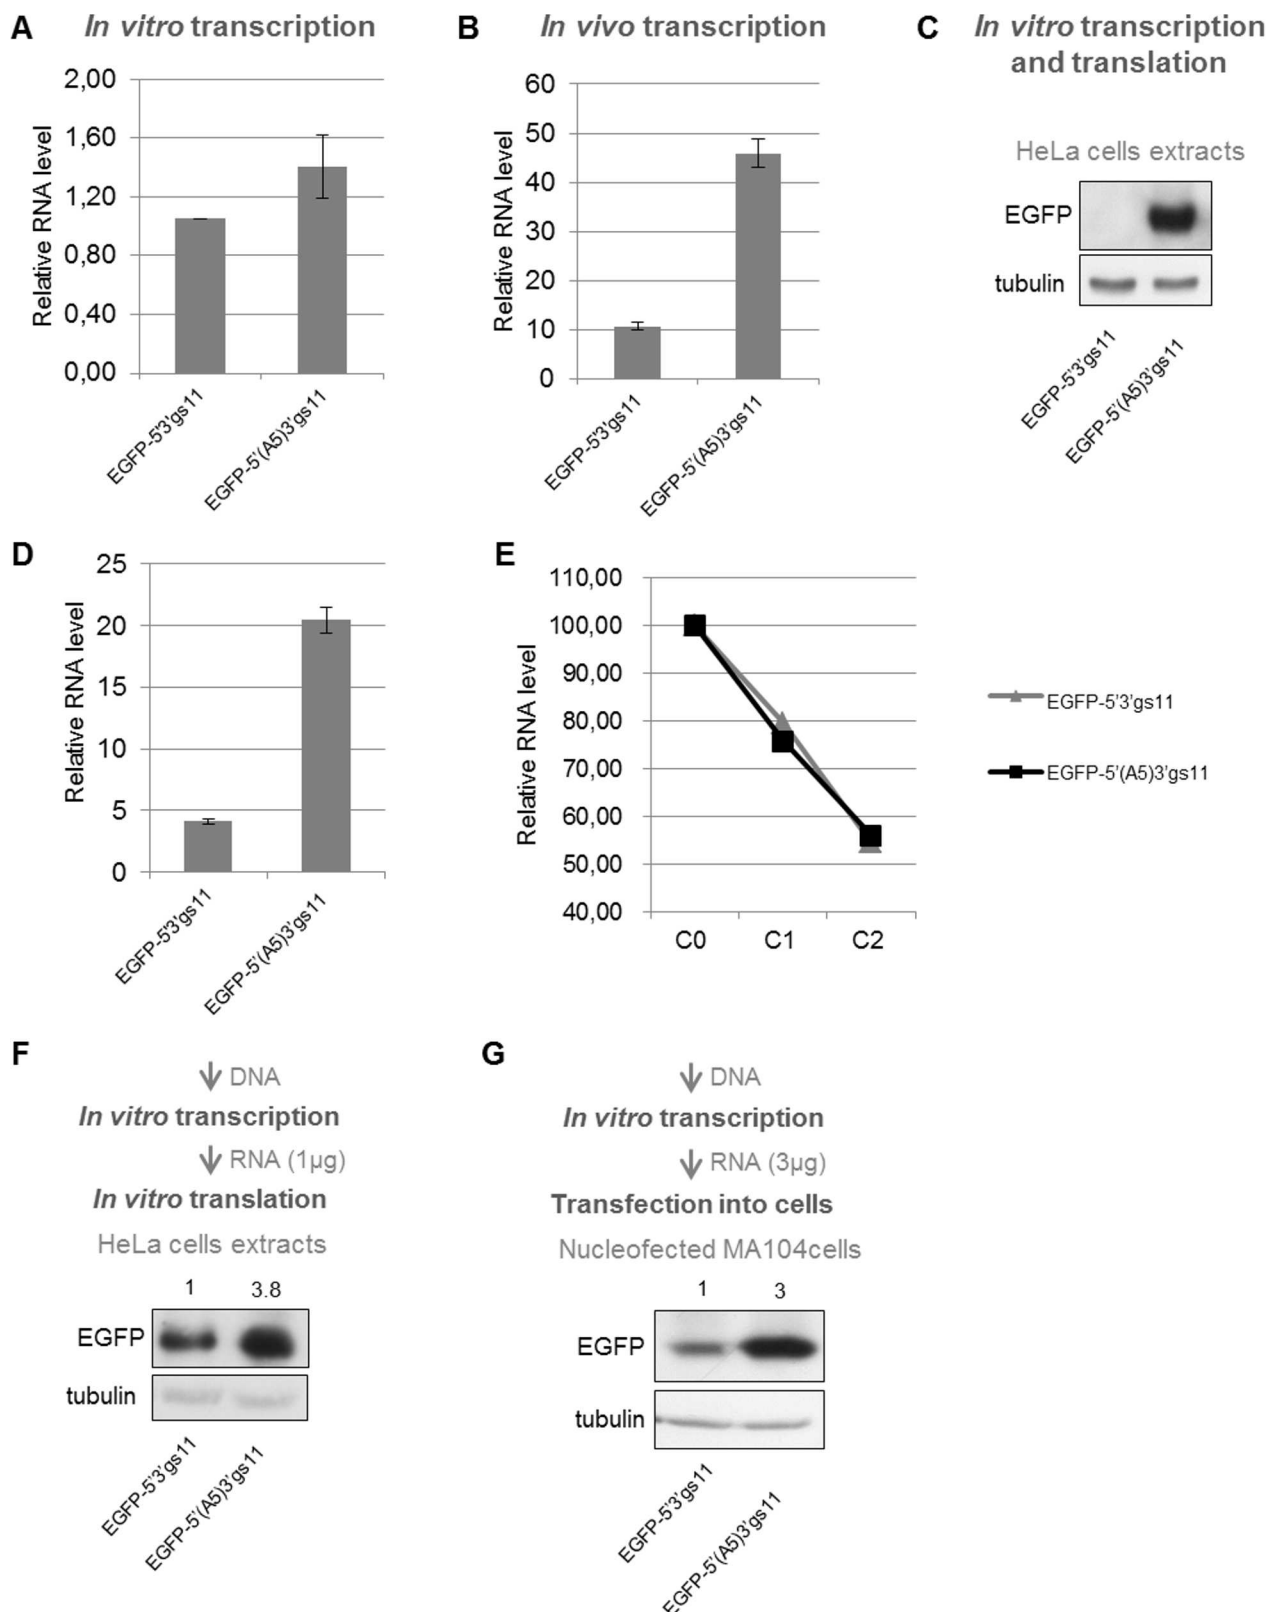 A
In vitro transcription
Relative RNA level
2,00
1,60
1,20
0,80
0,40
0,00
EGFP-5'3'gs11
EGFP-5'(A5)3'gs11
B
In vivo transcription
Relative RNA level
60
50
40
30
20
10
0
EGFP-5'3'gs11
EGFP-5'(A5)3'gs11
C
In vitro transcription
and translation
HeLa cells extracts
EGFP
tubulin
EGFP-5'3'gs11
EGFP-5'(A5)3'gs11
D
Relative RNA level
25
20
15
10
5
0
EGFP-5'3'gs11
EGFP-5'(A5)3'gs11
E
Relative RNA level
110,00
100,00
90,00
80,00
70,00
60,00
50,00
40,00
C0 C1 C2
EGFP-5'3'gs11
EGFP-5'(A5)3'gs11
F
DNA
In vitro transcription
RNA (1µg)
In vitro translation
HeLa cells extracts
1 3.8
EGFP
tubulin
EGFP-5'3'gs11
EGFP-5'(A5)3'gs11
G
DNA
In vitro transcription
RNA (3µg)
Transfection into cells
Nucleofected MA104cells
1 3
EGFP
tubulin
EGFP-5'3'gs11
EGFP-5'(A5)3'gs11